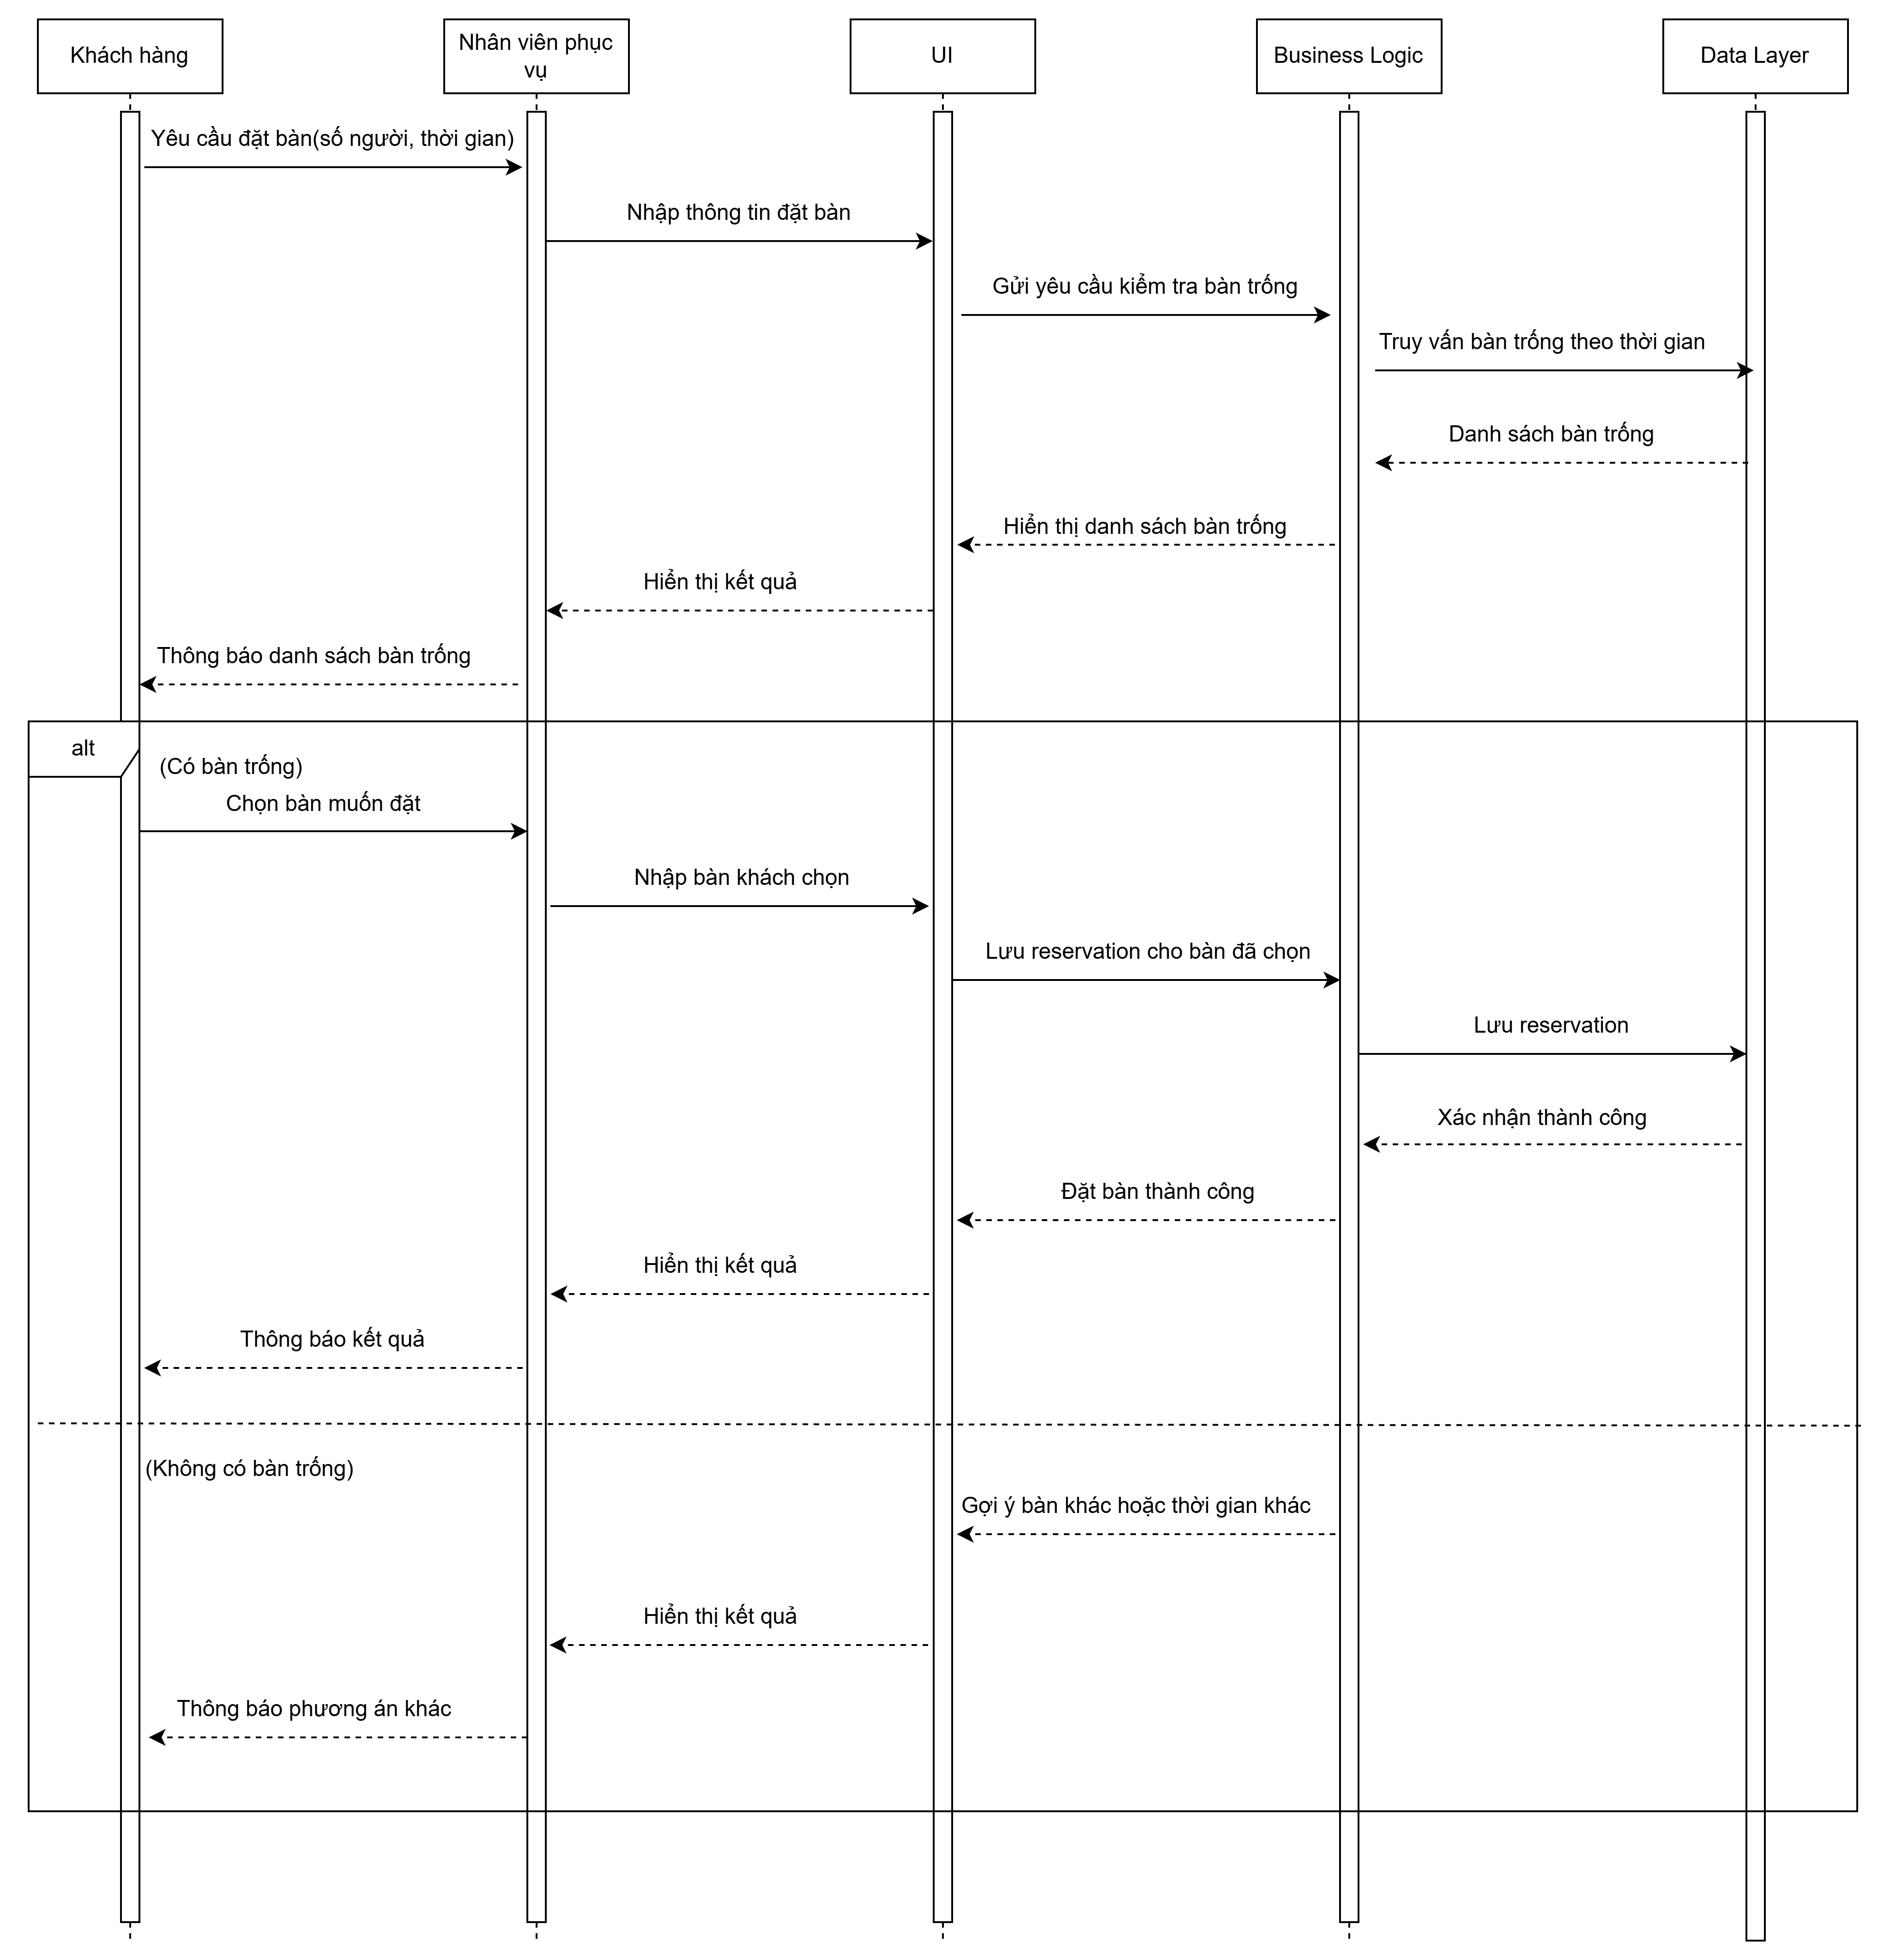 Khách hàng
Nhân viên phục
vụ
UI
Business Logic
Data Layer
Yêu cầu đặt bàn(số người, thời gian)
Nhập thông tin đặt bàn
Gửi yêu cầu kiểm tra bàn trống
Truy vấn bàn trống theo thời gian
Danh sách bàn trống
Hiển thị danh sách bàn trống
Hiển thị kết quả
Thông báo danh sách bàn trống
alt
(Có bàn trống)
Chọn bàn muốn đặt
Nhập bàn khách chọn
Lưu reservation cho bàn đã chọn
Lưu reservation
Xác nhận thành công
Đặt bàn thành công
Hiển thị kết quả
Thông báo kết quả
(Không có bàn trống)
Gợi ý bàn khác hoặc thời gian khác
Hiển thị kết quả
Thông báo phương án khác